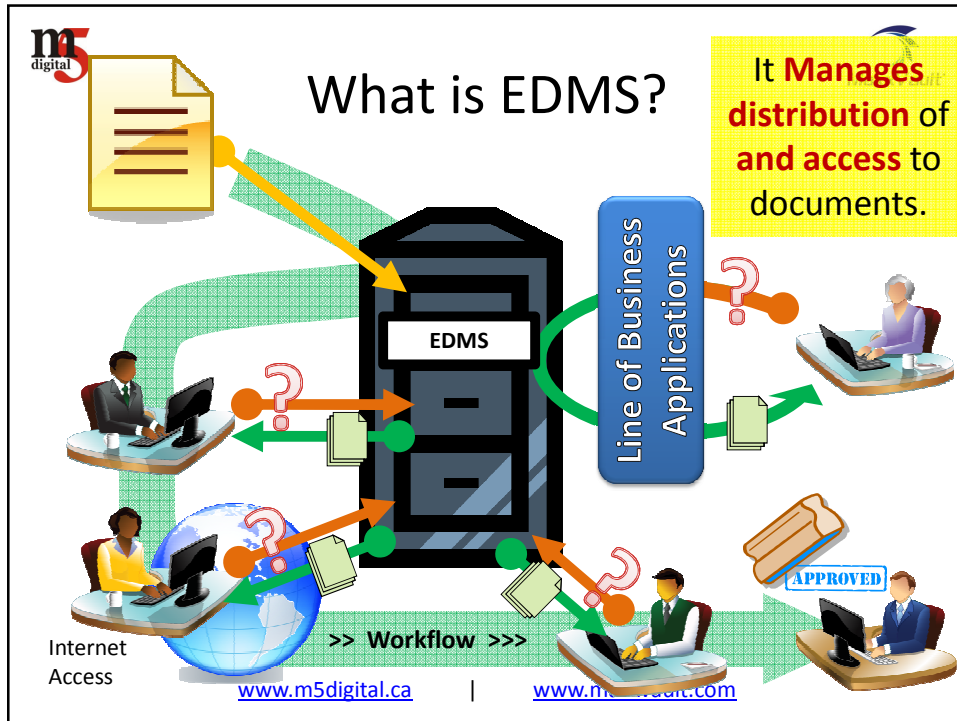 m5
digital
What is EDMS?
It Manages
distribution of
and access to
documents.
EDMS
Line of Business
Applications
APPROVED
Internet
Access
>> Workflow >>>
www.m5digital.ca |